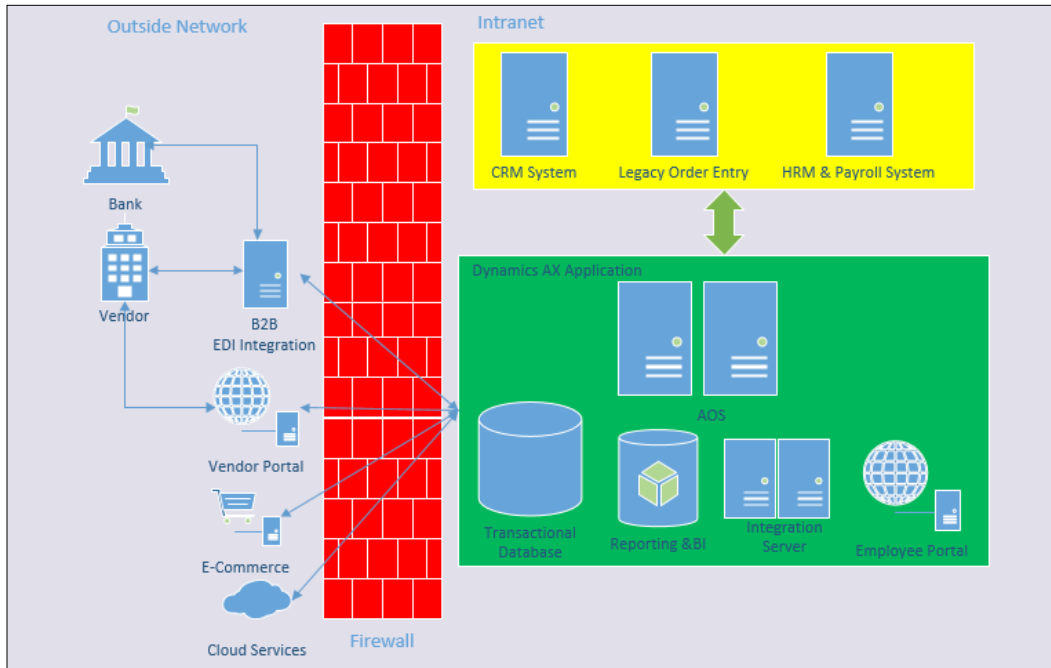 Outside Network
Intranet
CRM System
Legacy Order Entry
HRM & Payroll System
Bank
Vendor
B2B
EDI Integration
Vendor Portal
E-Commerce
Cloud Services
Firewall
Dynamics AX Application
AOS
Transactional
Database
Reporting &BI
Integration
Server
Employee Portal